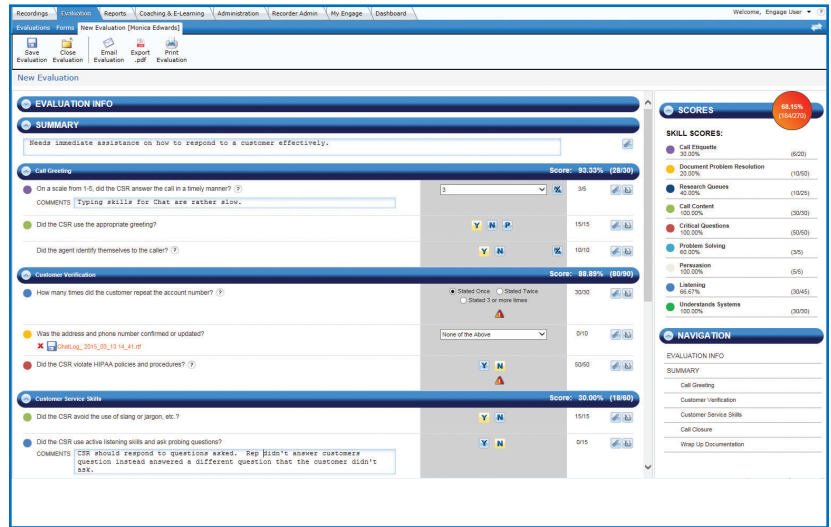 Recordings Evaluation Reports Coaching & E-Learning Administration Recorder Admin My Engage Dashboard Welcome, Engage User
Evaluations Forms New Evaluation [Monica Edwards]
Save Evaluation
Close Evaluation
Email Evaluation
Export .pdf
Print Evaluation
New Evaluation
EVALUATION INFO
SUMMARY
Needs immediate assistance on how to respond to a customer effectively.
Call Greeting Score: 93.33% (28/30)
On a scale from 1-5, did the CSR answer the call in a timely manner? ? 3 3/5
COMMENTS Typing skills for Chat are rather slow.
Did the CSR use the appropriate greeting? Y N P 15/15
Did the agent identify themselves to the caller? ? Y N 10/10
Customer Verification Score: 88.89% (80/90)
How many times did the customer repeat the account number? ? Stated Once Stated Twice 30/30
Stated 3 or more times
Was the address and phone number confirmed or updated? None of the Above 0/10
ChatLog_ 2015_03_13 14_41.rtf
Did the CSR violate HIPAA policies and procedures? ? Y N 50/50
Customer Service Skills Score: 30.00% (18/60)
Did the CSR avoid the use of slang or jargon, etc.? Y N 15/15
Did the CSR use active listening skills and ask probing questions? Y N 0/15
COMMENTS CSR should respond to questions asked. Rep didn't answer customers
question instead answered a different question that the customer didn't
ask.
SCORES
68.15%
(184/270)
SKILL SCORES:
Call Etiquette
30.00% (6/20)
Document Problem Resolution
20.00% (10/50)
Research Queues
40.00% (10/25)
Call Content
100.00% (30/30)
Critical Questions
100.00% (50/50)
Problem Solving
60.00% (3/5)
Persuasion
100.00% (5/5)
Listening
66.67% (30/45)
Understands Systems
100.00% (30/30)
NAVIGATION
EVALUATION INFO
SUMMARY
Call Greeting
Customer Verification
Customer Service Skills
Call Closure
Wrap Up Documentation